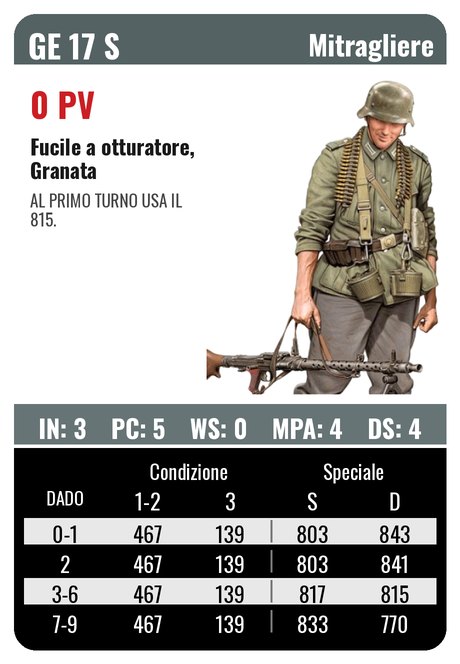 GE 17 S Mitragliere
0 PV
Fucile a otturatore,
Granata
AL PRIMO TURNO USA IL
815.
IN: 3 PC: 5 WS: 0 MPA: 4 DS: 4
Condizione Speciale
DADO 1-2 3 S D
0-1 467 139 803 843
2 467 139 803 841
3-6 467 139 817 815
7-9 467 139 833 770